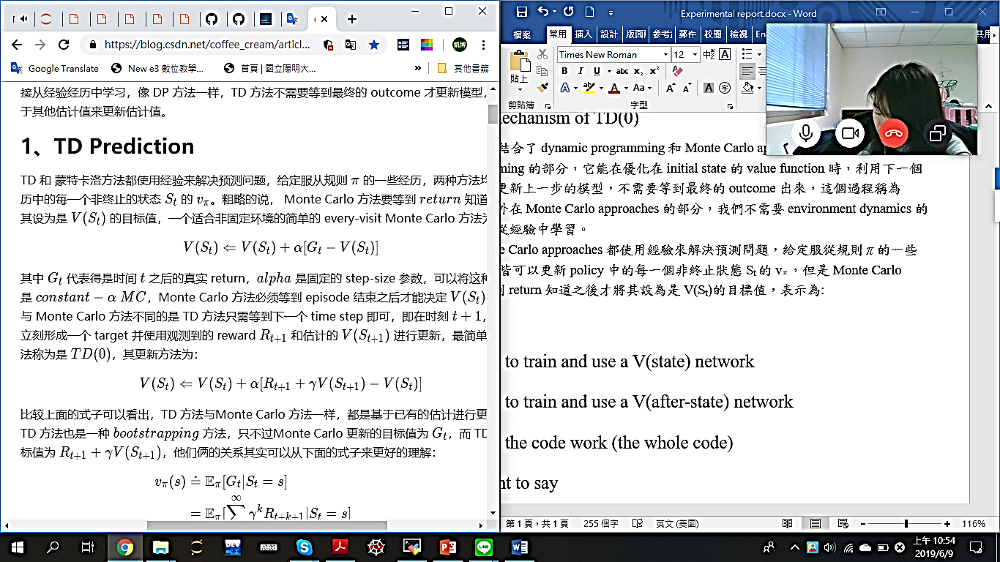 https://blog.csdn.net/coffee_cream/articl...
Google Translate
New e3 數位教學...
首頁 | 國立陽明大...
»
其他書籤
接从经验经历中学习，像 DP 方法一样，TD 方法不需要等到最终的 outcome 才更新模型，
于其他估计值来更新估计值。
1、TD Prediction
TD 和 蒙特卡洛方法都使用经验来解决预测问题，给定服从规则 π 的一些经历，两种方法均
历中的每一个非终止的状态 S_t 的 v_π。粗略的说， Monte Carlo 方法要等到 return 知道
其设为是 V(S_t) 的目标值，一个适合非固定环境的简单的 every-visit Monte Carlo 方法为
V(S_t) ⇐ V(S_t) + α[G_t − V(S_t)]
其中 G_t 代表得是时间 t 之后的真实 return，alpha 是固定的 step-size 参数，可以将这种
是 constant − α MC，Monte Carlo 方法必须等到 episode 结束之后才能决定 V(S_t)
与 Monte Carlo 方法不同的是 TD 方法只需等到下一个 time step 即可，即在时刻 t + 1，
立刻形成一个 target 并使用观测到的 reward R_{t+1} 和估计的 V(S_{t+1}) 进行更新，最简单
法称为是 TD(0)，其更新方法为：
V(S_t) ⇐ V(S_t) + α[R_{t+1} + γV(S_{t+1}) − V(S_t)]
比较上面的式子可以看出，TD 方法与Monte Carlo 方法一样，都是基于已有的估计进行更
TD 方法也是一种 bootstrapping 方法，只不过Monte Carlo 更新的目标值为 G_t，而 TD
标值为 R_{t+1} + γV(S_{t+1})，他们俩的关系其实可以从下面的式子来更好的理解：
v_π(s) ≐ 𝔼_π[G_t|S_t = s]
= 𝔼_π[∑^∞ γ^k R_{t+k+1}|S_t = s]
Experimental report.docx - Word
檔案 常用 插入 設計 版面 參考 郵件 校閱 檢視 En 共用
貼上
剪貼簿
Times New Roman 12
B I U abc x₂ x²
A ab A Aa A A A 字
字型
echanism of TD(0)
結合了 dynamic programming 和 Monte Carlo ap
ming 的部分，它能在優化在 initial state 的 value function 時，利用下一個
更新上一步的模型，不需要等到最終的 outcome 出來，這個過程稱為
外在 Monte Carlo approaches 的部分，我們不需要 environment dynamics 的
從經驗中學習。
e Carlo approaches 都使用經驗來解決預測問題，給定服從規則 π 的一些
皆可以更新 policy 中的每一個非終止狀態 St的 vπ，但是 Monte Carlo
return 知道之後才將其設為是 V(St)的目標值，表示為:
to train and use a V(state) network
to train and use a V(after-state) network
the code work (the whole code)
nt to say
第 1 頁，共 1 頁 255 個字 英文 (美國) 116%
DEV
10:00
LINE
上午 10:54
2019/6/9